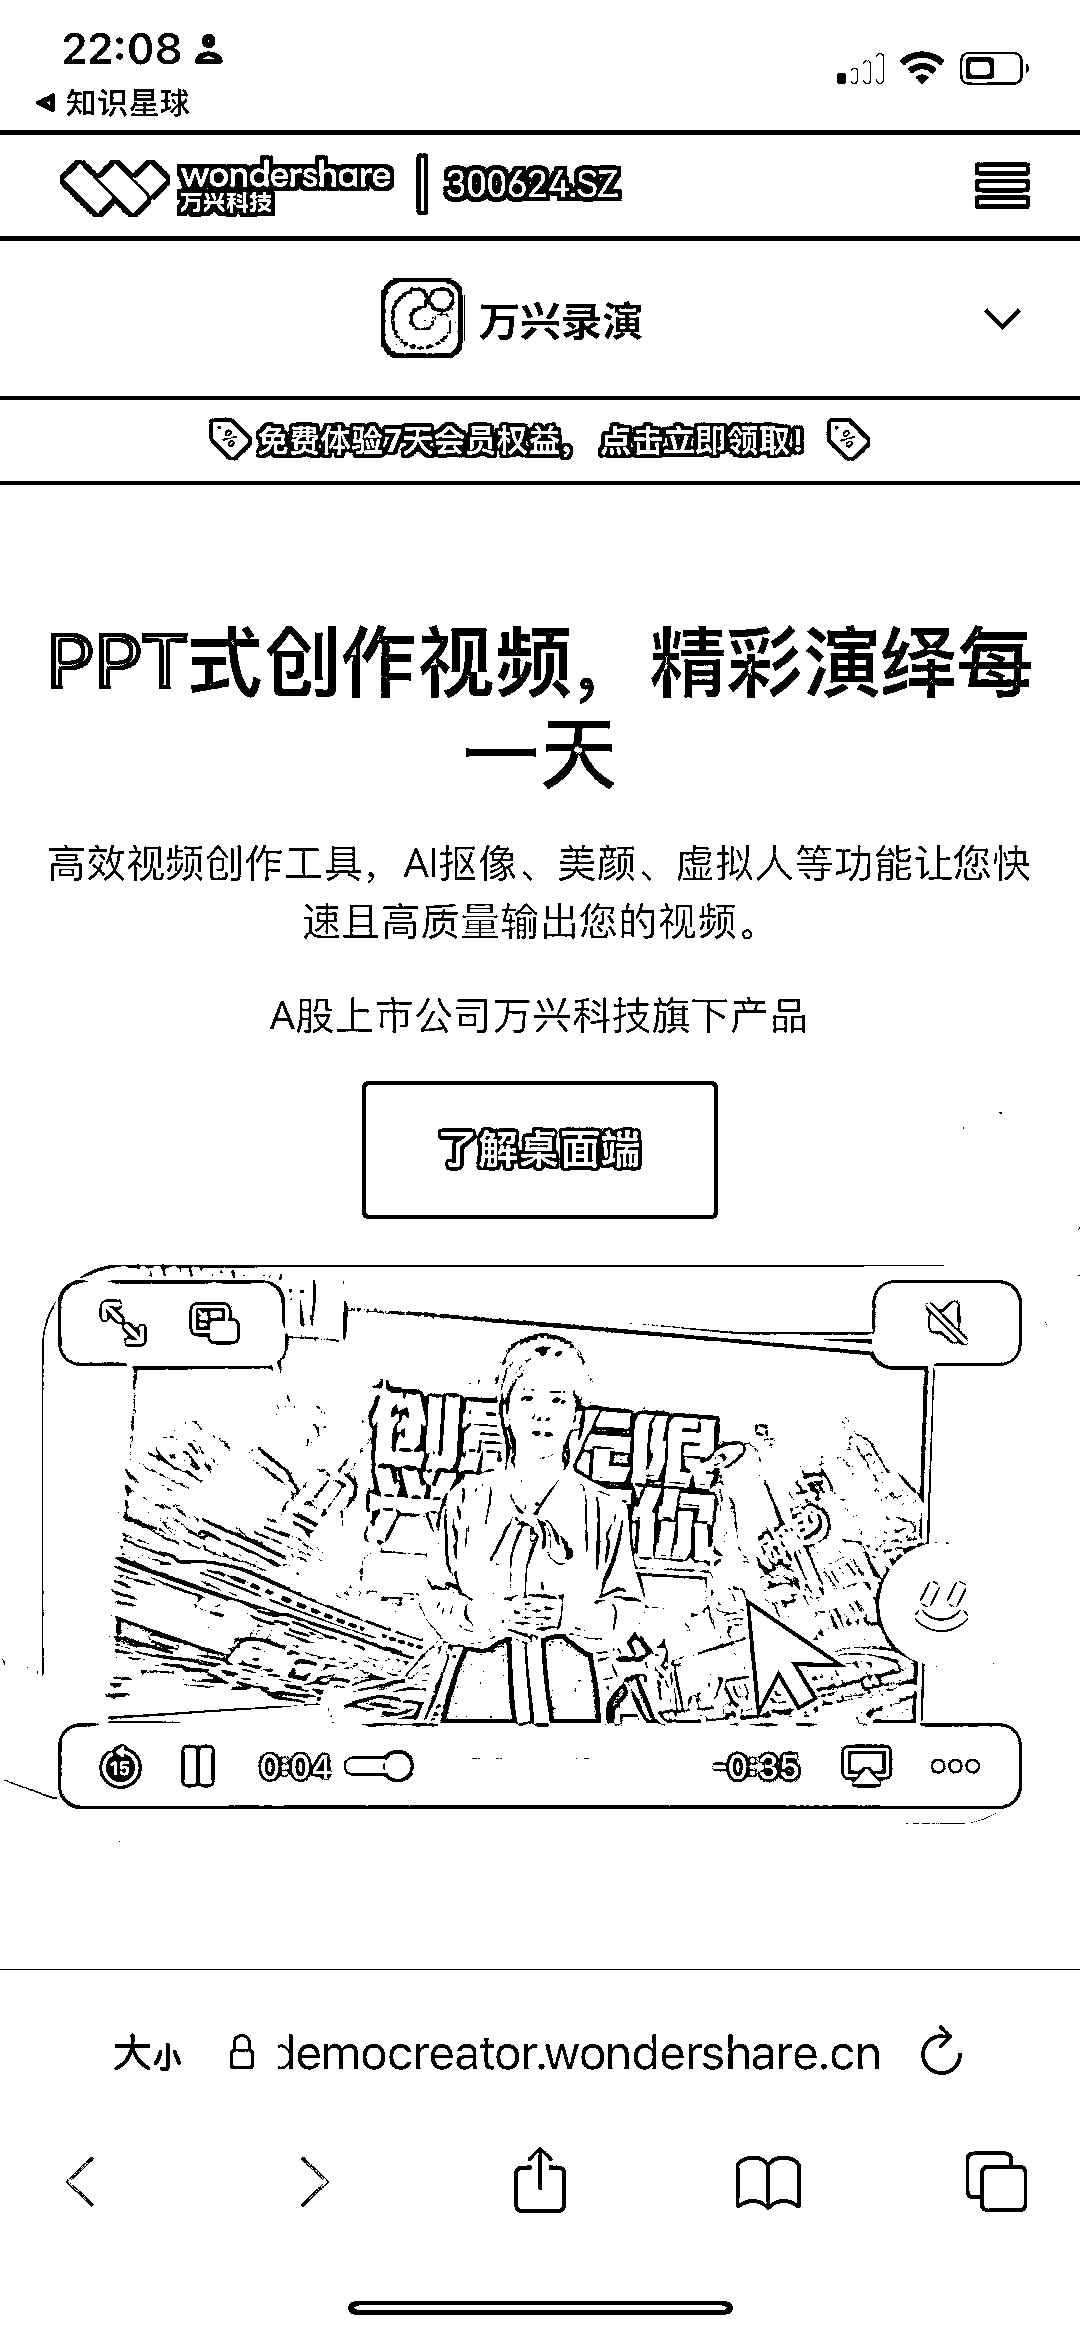 22:08
知识星球
wondershare
万兴科技
300624.SZ
万兴录演
免费体验7天会员权益，点击立即领取！
PPT式创作视频，精彩演绎每
一天
高效视频创作工具，AI抠像、美颜、虚拟人等功能让您快
速且高质量输出您的视频。
A股上市公司万兴科技旗下产品
了解桌面端
15
0:04
-0:35
大小
democreator.wondershare.cn